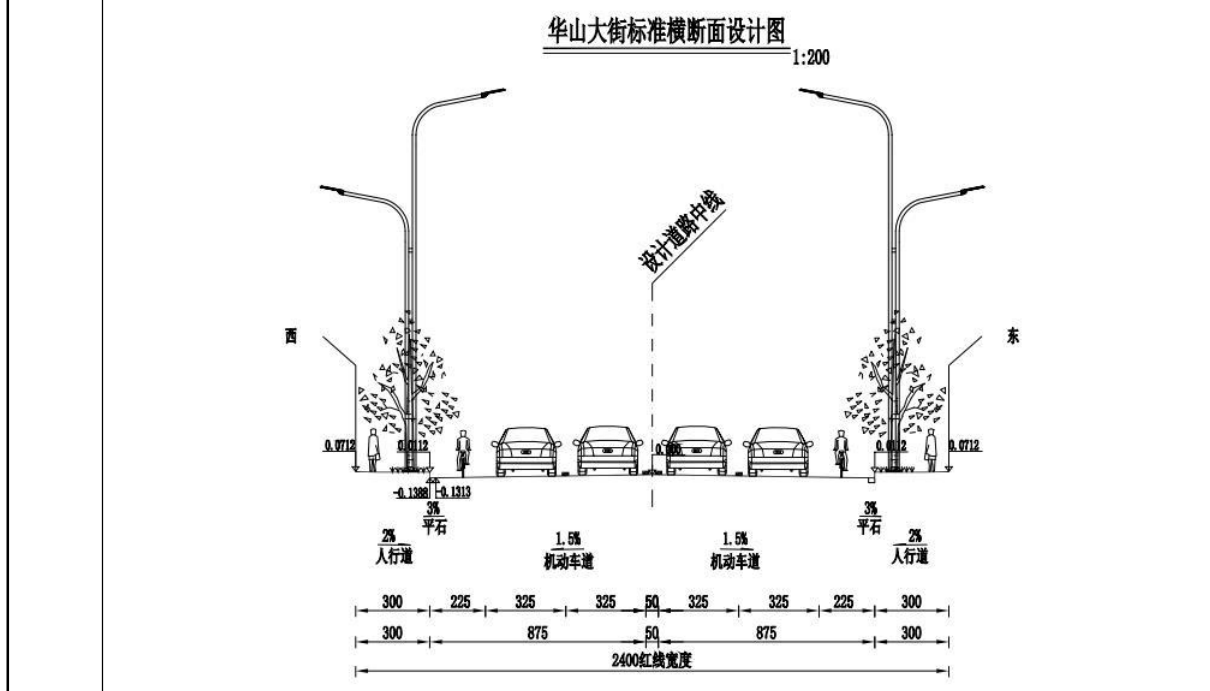 华山大街标准横断面设计图
1:200
设计道路中线
西
东
0.0712
0.0112
0.000
0.0112
0.0712
-0.1388
-0.1313
3%
平石
3%
平石
2%
人行道
1.5%
机动车道
1.5%
机动车道
2%
人行道
300 225 325 325 50 325 325 225 300
300 875 50 875 300
2400红线宽度